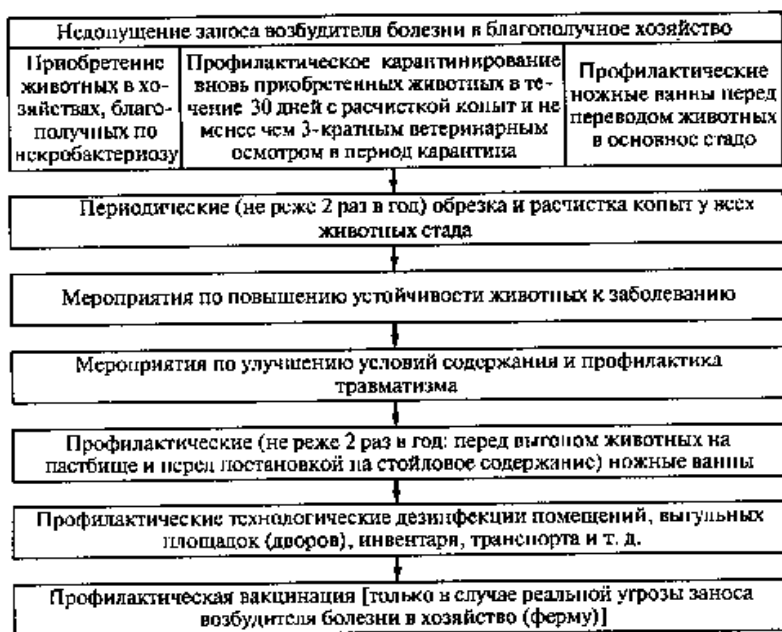 Недопущение заноса возбудителя болезни в благополучное хозяйство
Приобретение
животных в хо-
зяйствах, благо-
получных по
некробактериозу
Профилактическое карантинирование
вновь приобретенных животных в те-
чение 30 дней с расчисткой копыт и не
менее чем 3-кратным ветеринарным
осмотром в период карантина
Профилактические
ножные ванны перед
переводом животных
в основное стадо
Периодические (не реже 2 раз в год) обрезка и расчистка копыт у всех
животных стада
Мероприятия по повышению устойчивости животных к заболеванию
Мероприятия по улучшению условий содержания и профилактика
травматизма
Профилактические (не реже 2 раз в год: перед выгоном животных на
пастбище и перед постановкой на стойловое содержание) ножные ванны
Профилактические технологические дезинфекции помещений, выгульных
площадок (дворов), инвентаря, транспорта и т. д.
Профилактическая вакцинация [только в случае реальной угрозы заноса
возбудителя болезни в хозяйство (ферму)]